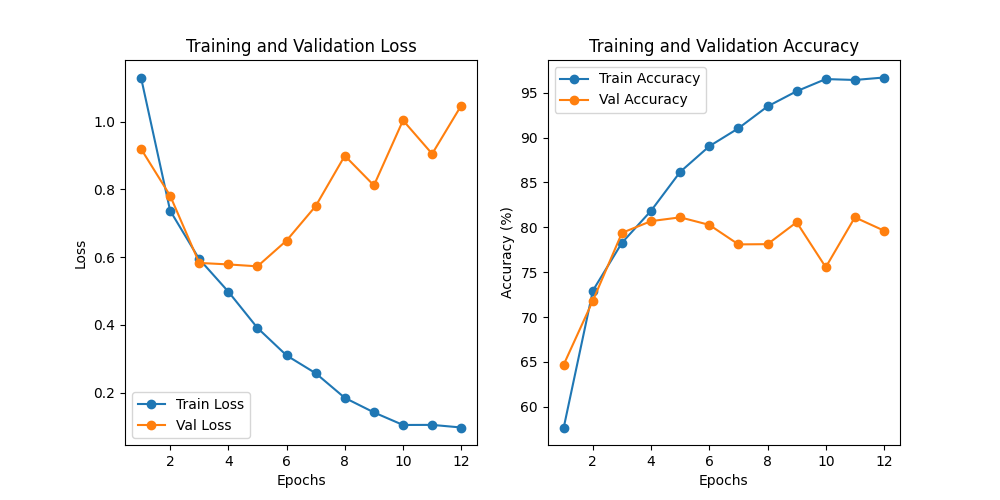 Training and Validation Loss
1.0
0.8
0.6
0.4
0.2
Loss
Train Loss
Val Loss
2 4 6 8 10 12
Epochs
Training and Validation Accuracy
Train Accuracy
Val Accuracy
95
90
85
80
75
70
65
60
Accuracy (%)
2 4 6 8 10 12
Epochs